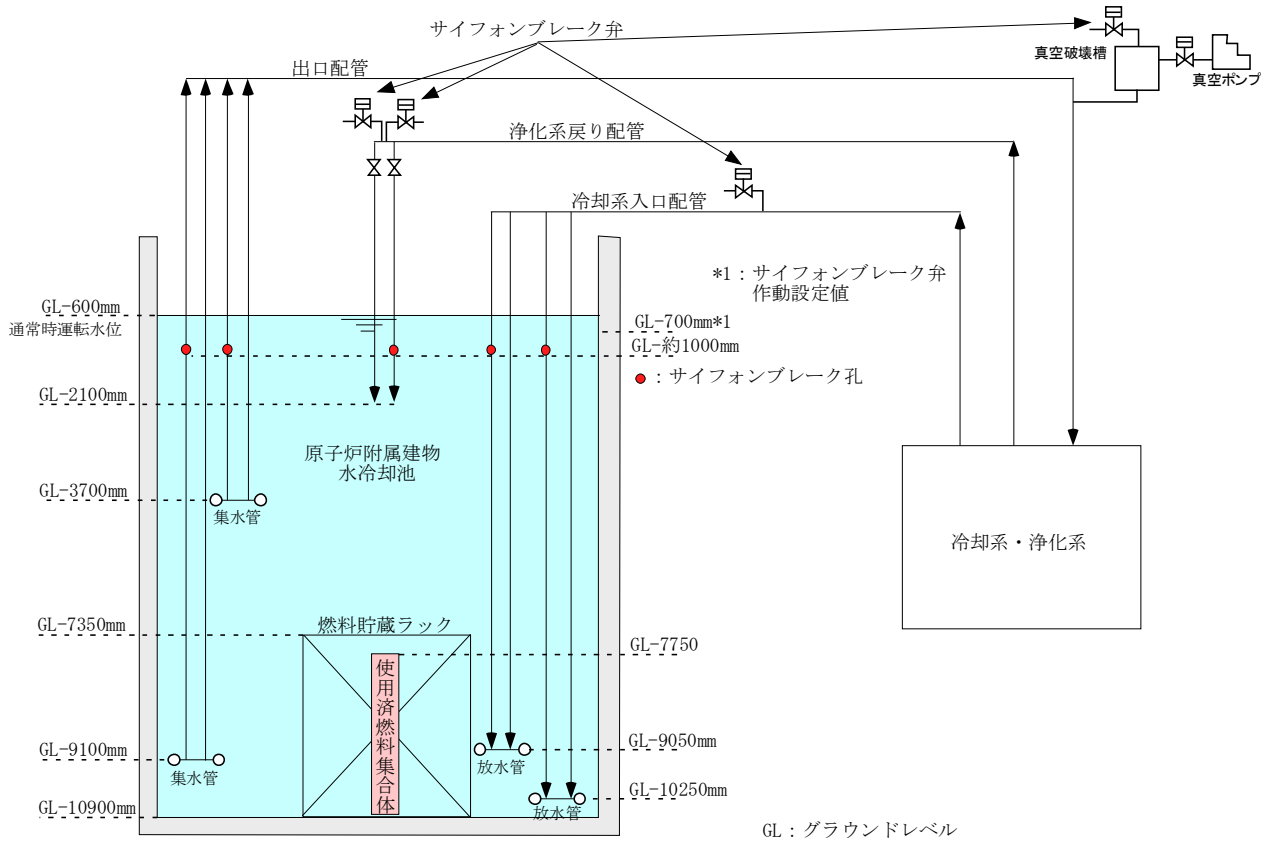 サイフォンブレーク弁
真空破壊槽
真空ポンプ
出口配管
浄化系戻り配管
冷却系入口配管
*1：サイフォンブレーク弁
作動設定値
GL-600mm
通常時運転水位
GL-700mm*1
GL-約1000mm
●：サイフォンブレーク孔
GL-2100mm
原子炉附属建物
水冷却池
GL-3700mm
集水管
冷却系・浄化系
GL-7350mm
燃料貯蔵ラック
GL-7750
使用済燃料集合体
GL-9050mm
GL-9100mm
放水管
集水管
GL-10250mm
GL-10900mm
放水管
GL：グラウンドレベル